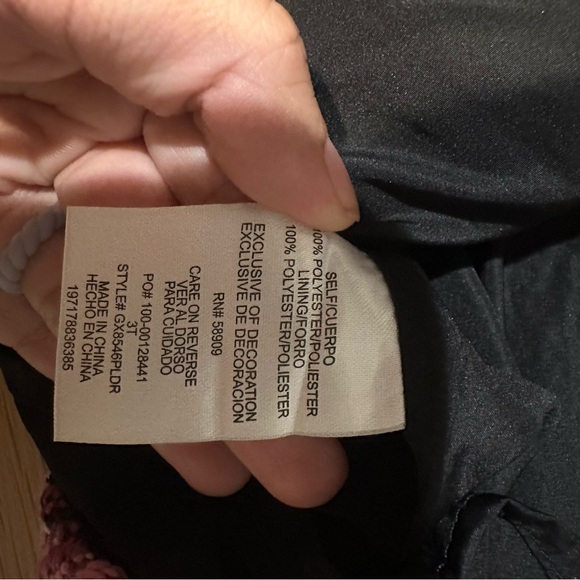 SELF/CUERPO
100% POLYESTER/POLIESTER
LINING/FORRO
100% POLYESTER/POLIESTER
EXCLUSIVE OF DECORATION
EXCLUSIVE DE DECORACION
RN# 58909
CARE ON REVERSE
VER AL DORSO
PARA CUIDADO
PO# 100-00128441
3T
STYLE# GX8546PLDR
MADE IN CHINA
HECHO EN CHINA
197178836385